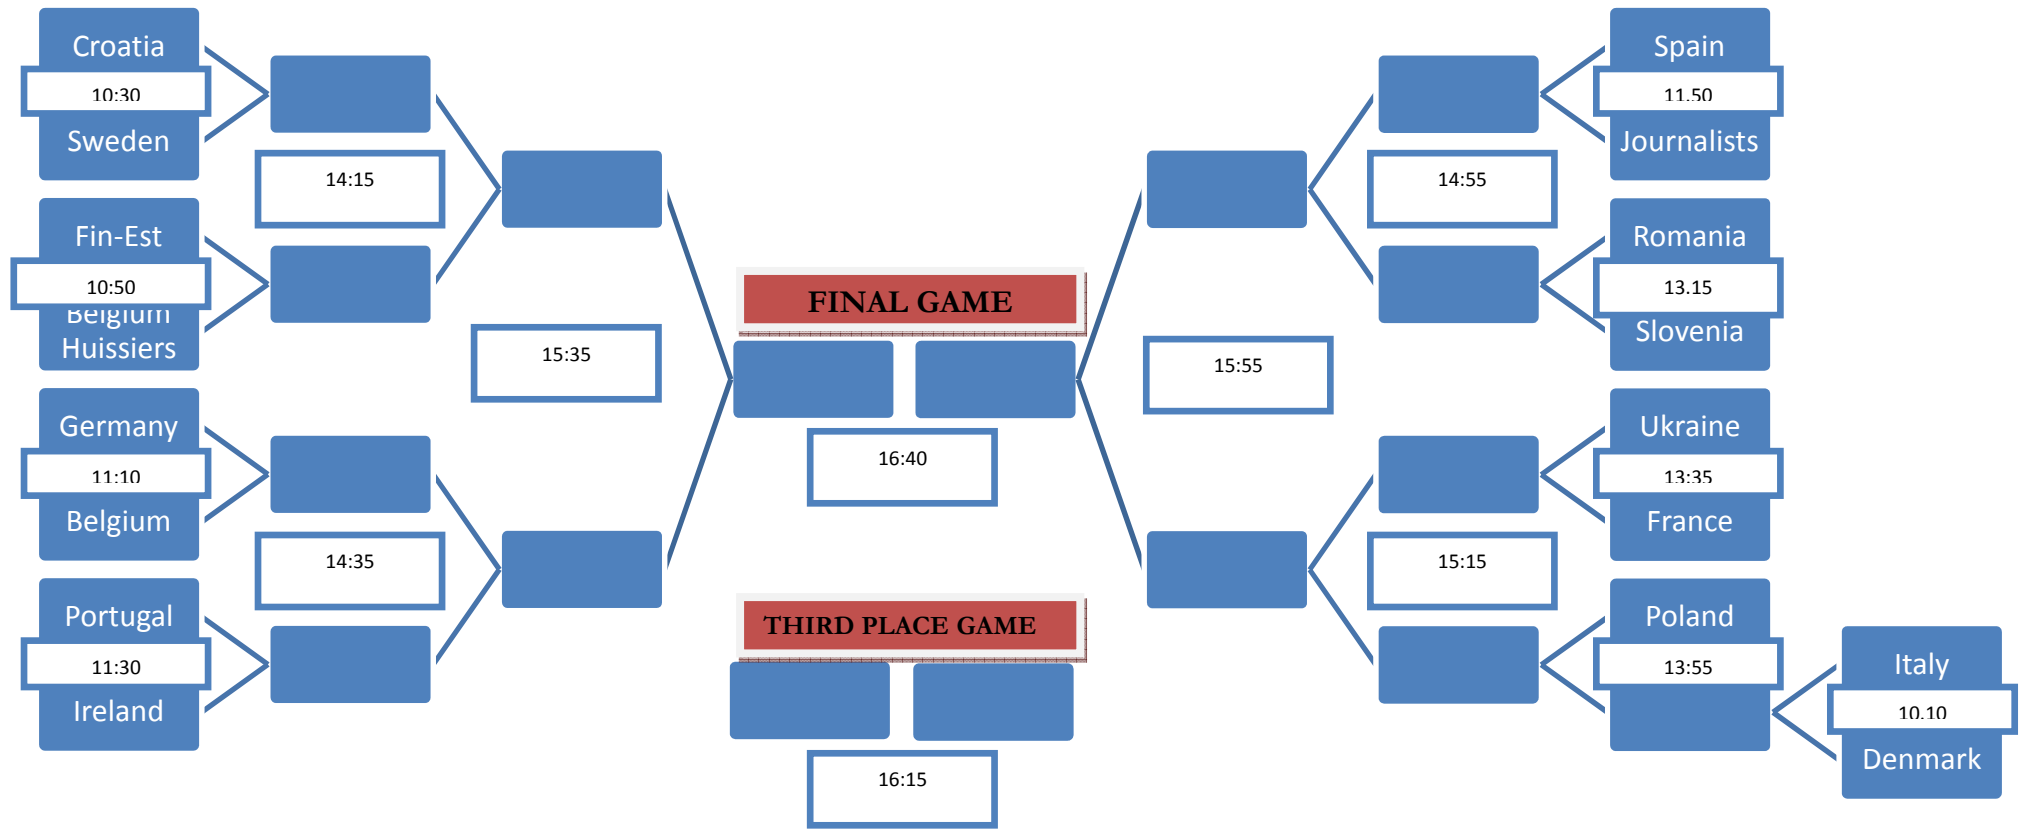 Croatia
10:30
Sweden
14:15
Fin-Est
10:50
Belgium
Huissiers
15:35
Germany
11:10
Belgium
14:35
Portugal
11:30
Ireland
FINAL GAME
16:40
THIRD PLACE GAME
16:15
Spain
11.50
Journalists
14:55
Romania
13.15
Slovenia
15:55
Ukraine
13:35
France
15:15
Poland
13:55
Italy
10.10
Denmark